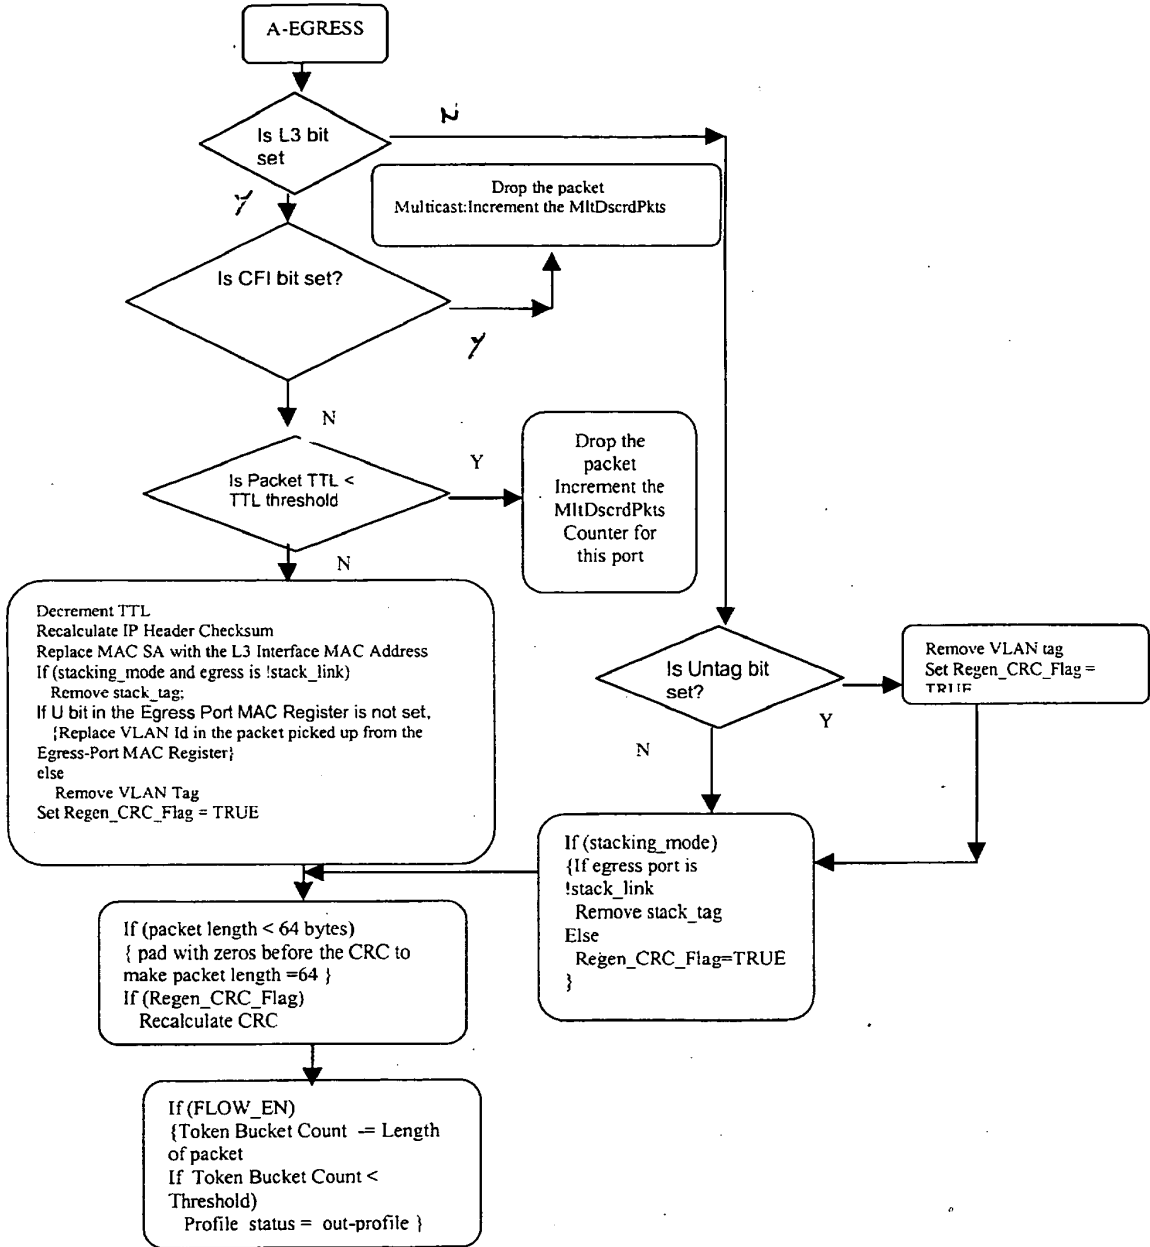 A-EGRESS
Is L3 bit
set
N
Y
Drop the packet
Multicast:Increment the MltDscrdPkts
Is CFI bit set?
Y
N
Is Packet TTL <
TTL threshold
Y
Drop the
packet
Increment the
MltDscrdPkts
Counter for
this port
N
Decrement TTL
Recalculate IP Header Checksum
Replace MAC SA with the L3 Interface MAC Address
If (stacking_mode and egress is !stack_link)
Remove stack_tag;
If U bit in the Egress Port MAC Register is not set,
{Replace VLAN Id in the packet picked up from the
Egress-Port MAC Register}
else
Remove VLAN Tag
Set Regen_CRC_Flag = TRUE
Is Untag bit
set?
Y
N
Remove VLAN tag
Set Regen_CRC_Flag =
TRUE
If (stacking_mode)
{If egress port is
!stack_link
Remove stack_tag
Else
Regen_CRC_Flag=TRUE
}
If (packet length < 64 bytes)
{ pad with zeros before the CRC to
make packet length =64 }
If (Regen_CRC_Flag)
Recalculate CRC
If (FLOW_EN)
{Token Bucket Count -= Length
of packet
If Token Bucket Count <
Threshold)
Profile status = out-profile }